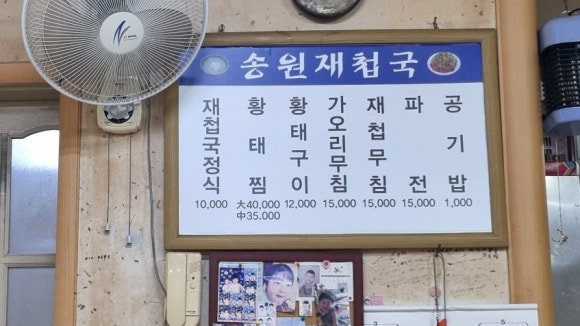 송원재첩국
재첩국정식
10,000
황태찜
大40,000
中35,000
황태구이
12,000
가오리무침
15,000
재첩무침
15,000
파전
15,000
공기밥
1,000
3
5